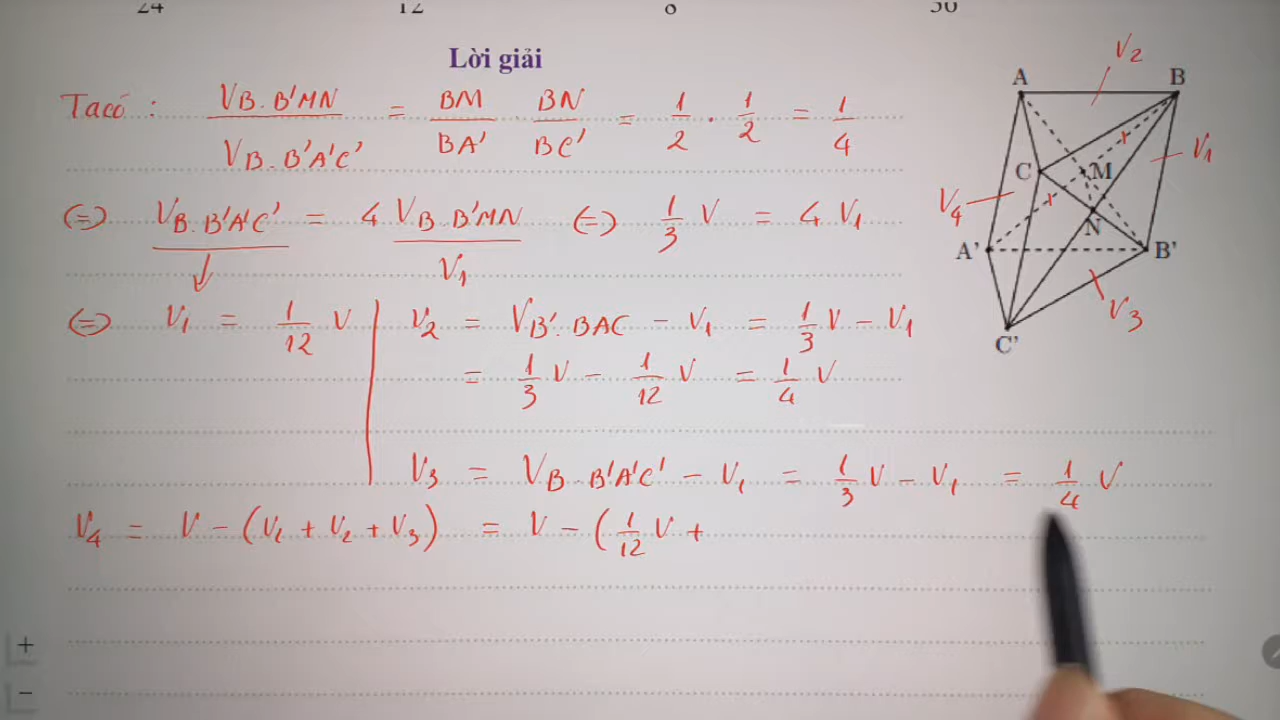 24 12 8 36
Lời giải
Ta có : V_{B.B'MN} / V_{B.B'A'C'} = BM/BA' . BN/BC' = 1/2 . 1/2 = 1/4
(=) V_{B.B'A'C'} = 4 V_{B.B'MN} (=) 1/3 V = 4 V_1
V_1
(=) V_1 = 1/12 V | V_2 = V_{B'.BAC} - V_1 = 1/3 V - V_1
= 1/3 V - 1/12 V = 1/4 V
V_3 = V_{B.B'A'C'} - V_1 = 1/3 V - V_1 = 1/4 V
V_4 = V - (V_1 + V_2 + V_3) = V - (1/12 V +
V_2
A B
V_1
C M
V_4
N
A' B'
V_3
C'
+
−